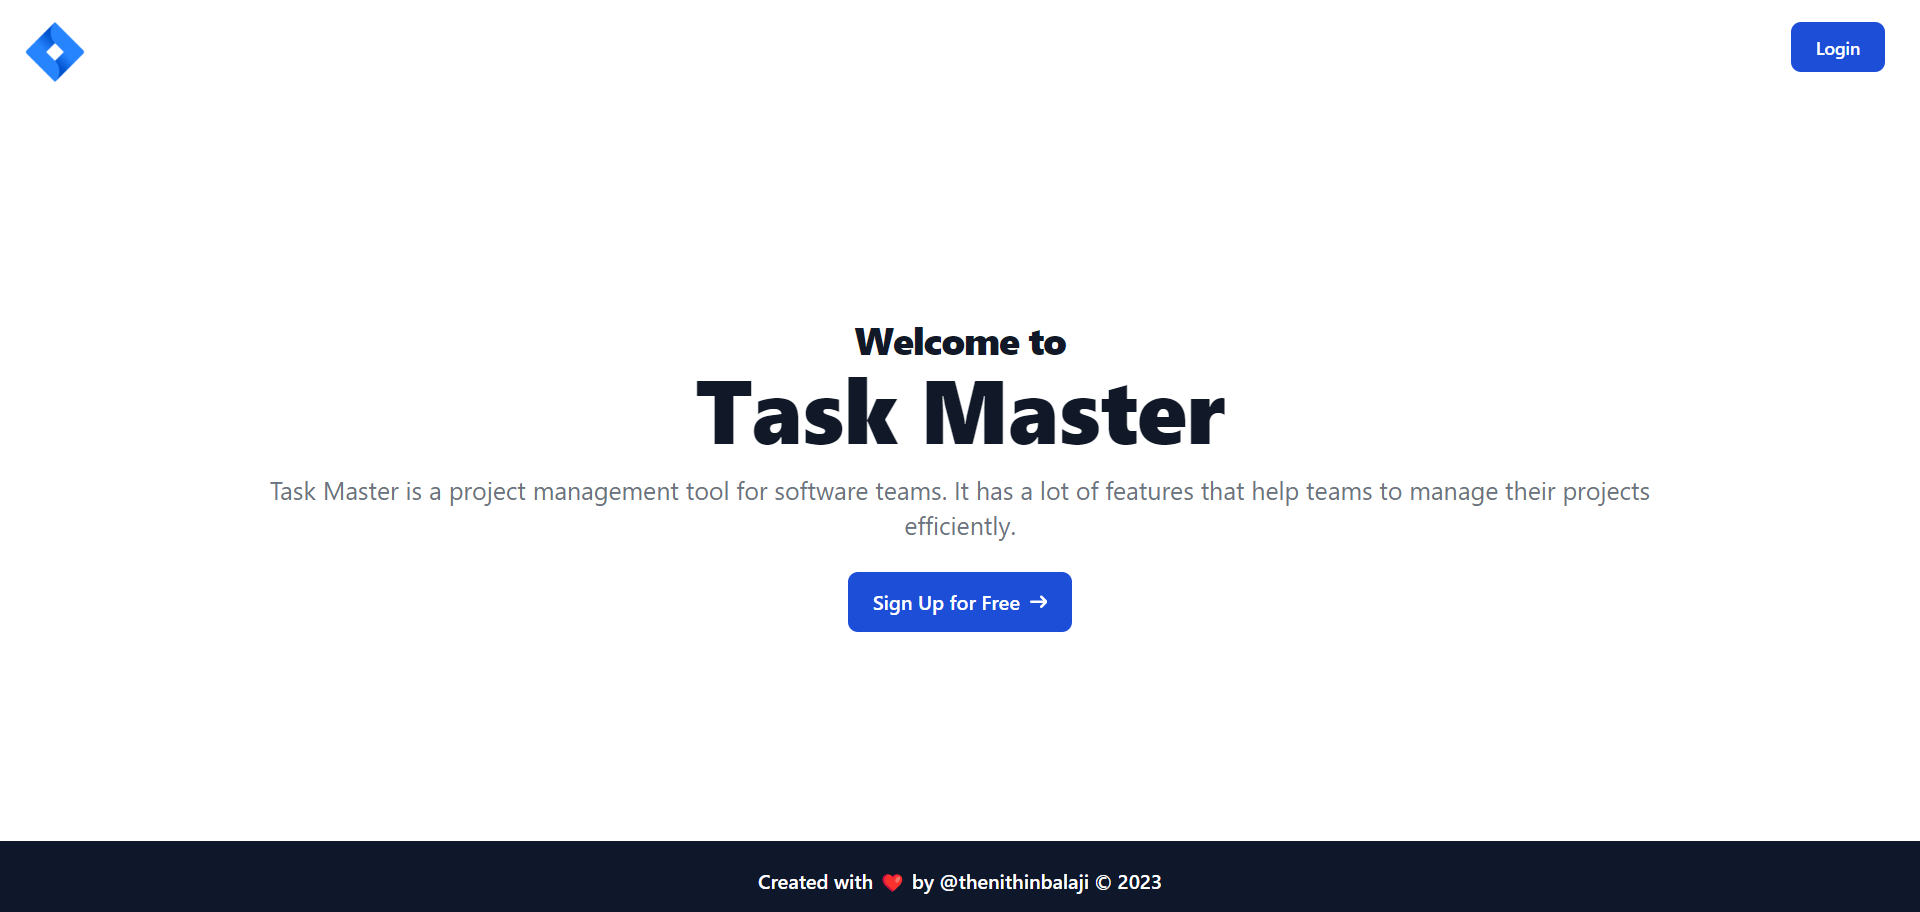 Login
Welcome to
Task Master
Task Master is a project management tool for software teams. It has a lot of features that help teams to manage their projects
efficiently.
Sign Up for Free →
Created with ❤️ by @thenithinbalaji © 2023